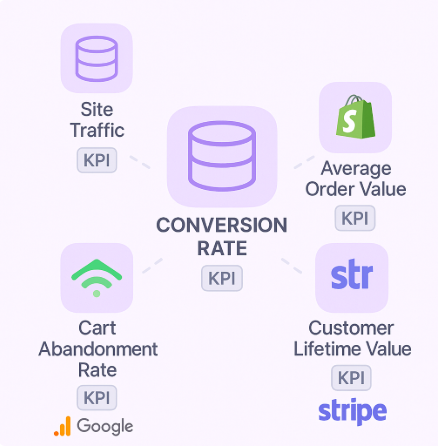 Site
Traffic
KPI
S
Average
Order Value
KPI
CONVERSION
RATE
KPI
Cart
Abandonment
Rate
KPI
Google
str
Customer
Lifetime Value
KPI
stripe